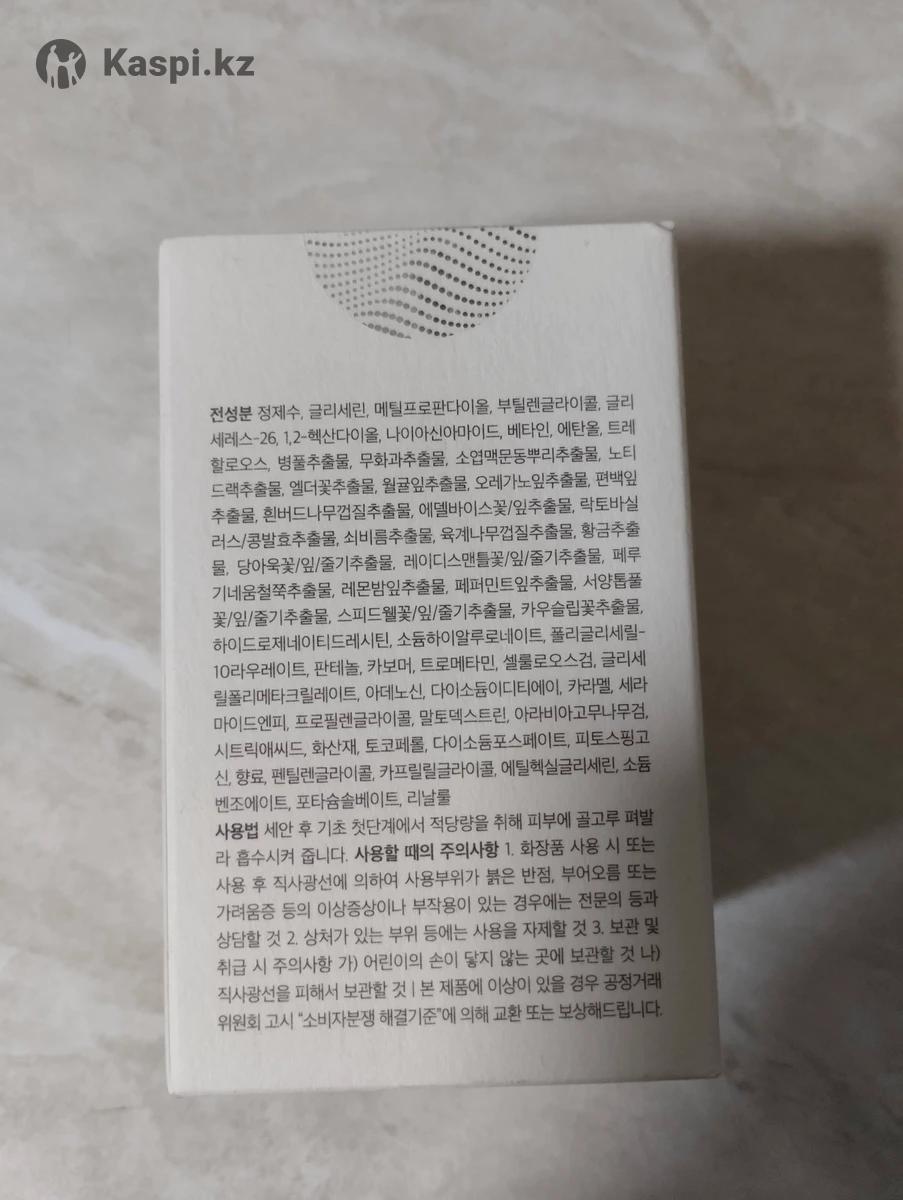 Kaspi.kz
전성분 정제수, 글리세린, 메틸프로판다이올, 부틸렌글라이콜, 글리
세레스-26, 1,2-헥산다이올, 나이아신아마이드, 베타인, 에탄올, 트레
할로오스, 병풀추출물, 무화과추출물, 소엽맥문동뿌리추출물, 노티
드랙추출물, 엘더꽃추출물, 월귤잎추출물, 오레가노잎추출물, 편백잎
추출물, 흰버드나무껍질추출물, 에델바이스꽃/잎추출물, 락토바실
러스/콩발효추출물, 쇠비름추출물, 육계나무껍질추출물, 황금추출
물, 당아욱꽃/잎/줄기추출물, 레이디스맨틀꽃/잎/줄기추출물, 페루
기네움철쭉추출물, 레몬밤잎추출물, 페퍼민트잎추출물, 서양톱풀
꽃/잎/줄기추출물, 스피드웰꽃/잎/줄기추출물, 카우슬립꽃추출물,
하이드로제네이티드레시틴, 소듐하이알루로네이트, 폴리글리세릴-
10라우레이트, 판테놀, 카보머, 트로메타민, 셀룰로오스검, 글리세
릴폴리메타크릴레이트, 아데노신, 다이소듐이디티에이, 카라멜, 세라
마이드엔피, 프로필렌글라이콜, 말토덱스트린, 아라비아고무나무검,
시트릭애씨드, 화산재, 토코페롤, 다이소듐포스페이트, 피토스핑고
신, 향료, 펜틸렌글라이콜, 카프릴릴글라이콜, 에틸헥실글리세린, 소듐
벤조에이트, 포타슘솔베이트, 리날룰
사용법 세안 후 기초 첫단계에서 적당량을 취해 피부에 골고루 펴발
라 흡수시켜 줍니다. 사용할 때의 주의사항 1. 화장품 사용 시 또는
사용 후 직사광선에 의하여 사용부위가 붉은 반점, 부어오름 또는
가려움증 등의 이상증상이나 부작용이 있는 경우에는 전문의 등과
상담할 것 2. 상처가 있는 부위 등에는 사용을 자제할 것 3. 보관 및
취급 시 주의사항 가) 어린이의 손이 닿지 않는 곳에 보관할 것 나)
직사광선을 피해서 보관할 것 | 본 제품에 이상이 있을 경우 공정거래
위원회 고시 “소비자분쟁 해결기준”에 의해 교환 또는 보상해드립니다.